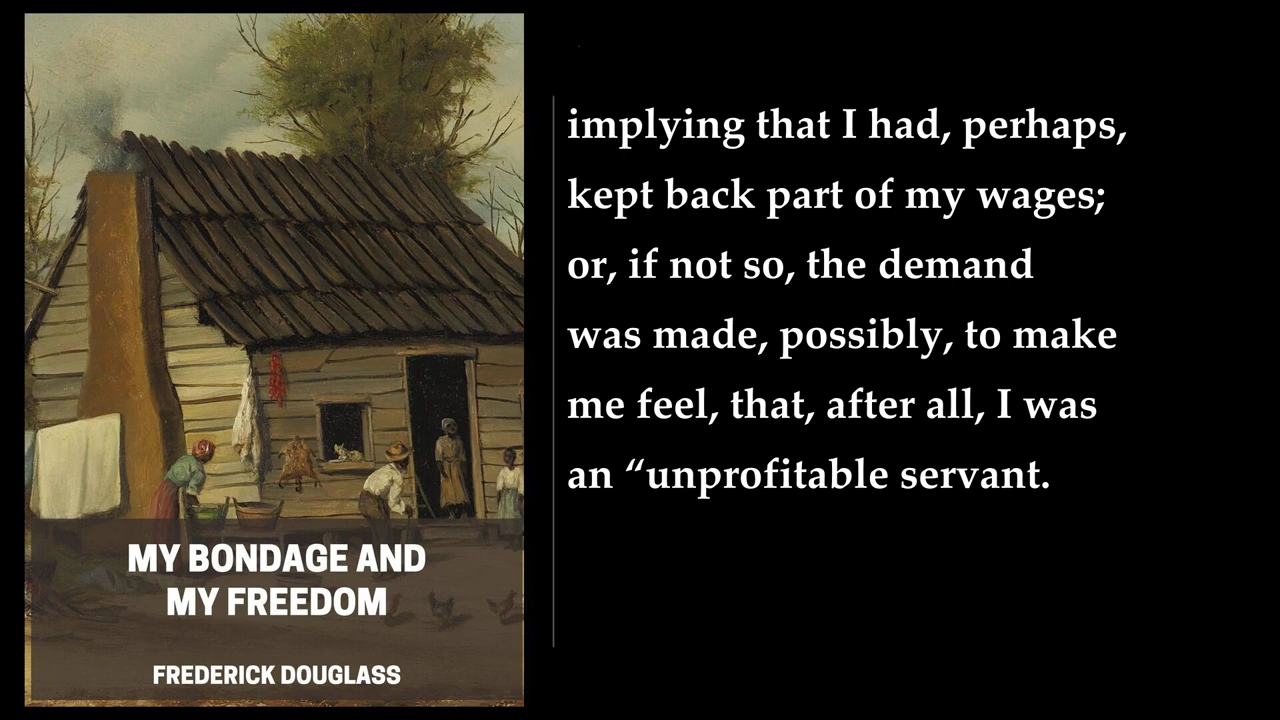 MY BONDAGE AND
MY FREEDOM
FREDERICK DOUGLASS
implying that I had, perhaps,
kept back part of my wages;
or, if not so, the demand
was made, possibly, to make
me feel, that, after all, I was
an “unprofitable servant.